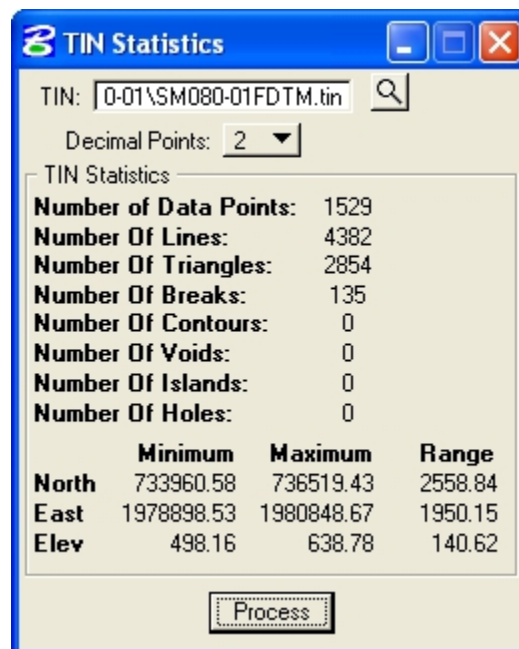 TIN Statistics
TIN: 0-01\SM080-01FDTM.tin
Decimal Points: 2
TIN Statistics
Number of Data Points: 1529
Number Of Lines: 4382
Number Of Triangles: 2854
Number Of Breaks: 135
Number Of Contours: 0
Number Of Voids: 0
Number Of Islands: 0
Number Of Holes: 0
Minimum Maximum Range
North 733960.58 736519.43 2558.84
East 1978898.53 1980848.67 1950.15
Elev 498.16 638.78 140.62
Process